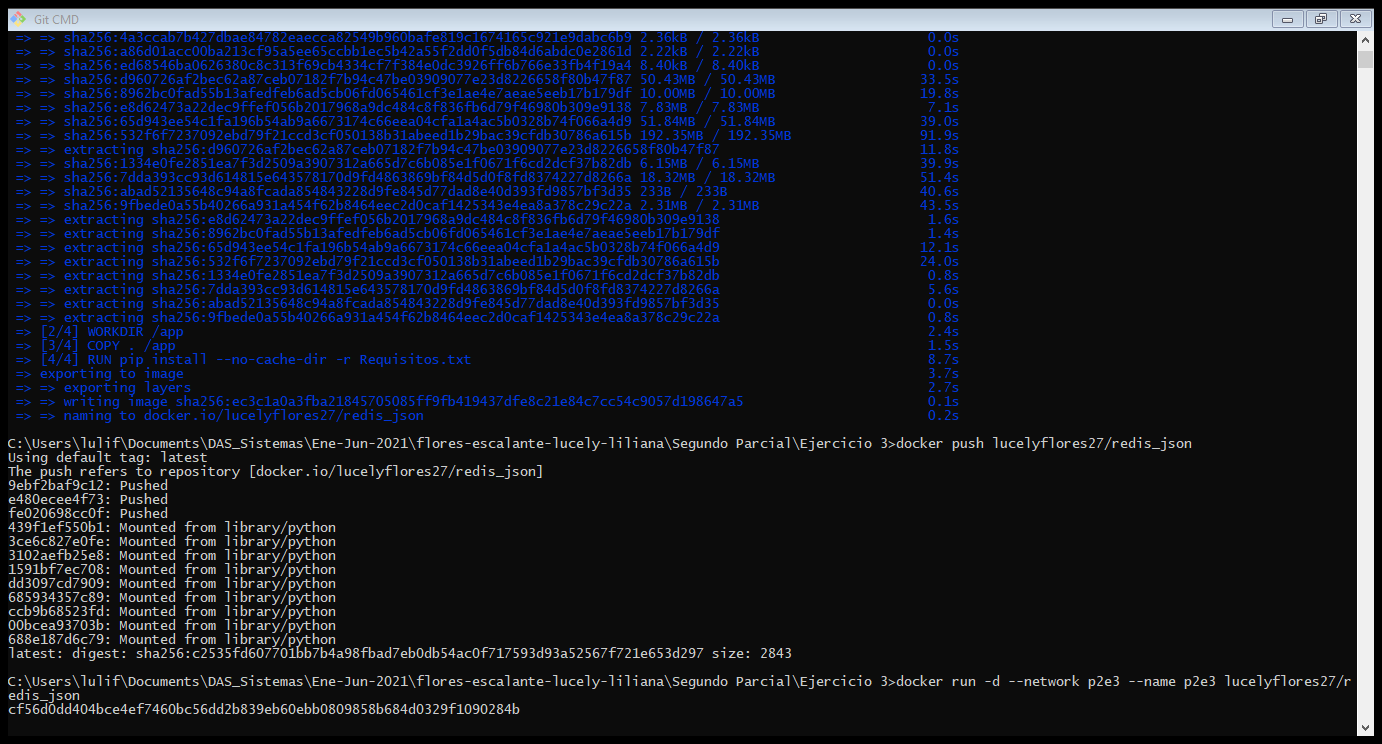 Git CMD
=> => sha256:4a3ccab7b427dbae84782eaecca82549b960bafe819c1674165c921e9dabc6b9 2.36kB / 2.36kB 0.0s
=> => sha256:a86d01acc00ba213cf95a5ee65ccbb1ec5b42a55f2dd0f5db84d6abdc0e2861d 2.22kB / 2.22kB 0.0s
=> => sha256:ed68546ba0626380c8c313f69cb4334cf7f384e0dc3926ff6b766e33fb4f19a4 8.40kB / 8.40kB 0.0s
=> => sha256:d960726af2bec62a87ceb07182f7b94c47be03909077e23d8226658f80b47f87 50.43MB / 50.43MB 33.5s
=> => sha256:8962bc0fad55b13afedfeb6ad5cb06fd065461cf3e1ae4e7aeae5eeb17b179df 10.00MB / 10.00MB 19.8s
=> => sha256:e8d62473a22dec9ffef056b2017968a9dc484c8f836fb6d79f46980b309e9138 7.83MB / 7.83MB 7.1s
=> => sha256:65d943ee54c1fa196b54ab9a6673174c66eea04cfa1a4ac5b0328b74f066a4d9 51.84MB / 51.84MB 39.0s
=> => sha256:532f6f7237092ebd79f21ccd3cf050138b31abeed1b29bac39cfdb30786a615b 192.35MB / 192.35MB 91.9s
=> => extracting sha256:d960726af2bec62a87ceb07182f7b94c47be03909077e23d8226658f80b47f87 11.8s
=> => sha256:1334e0fe2851ea7f3d2509a3907312a665d7c6b085e1f0671f6cd2dcf37b82db 6.15MB / 6.15MB 39.9s
=> => sha256:7dda393cc93d614815e643578170d9fd4863869bf84d5d0f8fd8374227d8266a 18.32MB / 18.32MB 51.4s
=> => sha256:abad52135648c94a8fcada854843228d9fe845d77dad8e40d393fd9857bf3d35 233B / 233B 40.6s
=> => sha256:9fbede0a55b40266a931a454f62b8464eec2d0caf1425343e4ea8a378c29c22a 2.31MB / 2.31MB 43.5s
=> => extracting sha256:e8d62473a22dec9ffef056b2017968a9dc484c8f836fb6d79f46980b309e9138 1.6s
=> => extracting sha256:8962bc0fad55b13afedfeb6ad5cb06fd065461cf3e1ae4e7aeae5eeb17b179df 1.4s
=> => extracting sha256:65d943ee54c1fa196b54ab9a6673174c66eea04cfa1a4ac5b0328b74f066a4d9 12.1s
=> => extracting sha256:532f6f7237092ebd79f21ccd3cf050138b31abeed1b29bac39cfdb30786a615b 24.0s
=> => extracting sha256:1334e0fe2851ea7f3d2509a3907312a665d7c6b085e1f0671f6cd2dcf37b82db 0.8s
=> => extracting sha256:7dda393cc93d614815e643578170d9fd4863869bf84d5d0f8fd8374227d8266a 5.6s
=> => extracting sha256:abad52135648c94a8fcada854843228d9fe845d77dad8e40d393fd9857bf3d35 0.0s
=> => extracting sha256:9fbede0a55b40266a931a454f62b8464eec2d0caf1425343e4ea8a378c29c22a 0.8s
=> [2/4] WORKDIR /app 2.4s
=> [3/4] COPY . /app 1.5s
=> [4/4] RUN pip install --no-cache-dir -r Requisitos.txt 8.7s
=> exporting to image 3.7s
=> => exporting layers 2.7s
=> => writing image sha256:ec3c1a0a3fba21845705085ff9fb419437dfe8c21e84c7cc54c9057d198647a5 0.1s
=> => naming to docker.io/lucelyflores27/redis_json 0.2s
C:\Users\lulif\Documents\DAS_Sistemas\Ene-Jun-2021\flores-escalante-lucely-liliana\Segundo Parcial\Ejercicio 3>docker push lucelyflores27/redis_json
Using default tag: latest
The push refers to repository [docker.io/lucelyflores27/redis_json]
9ebf2baf9c12: Pushed
e480ecee4f73: Pushed
fe020698cc0f: Pushed
439f1ef550b1: Mounted from library/python
3ce6c827e0fe: Mounted from library/python
3102aefb25e8: Mounted from library/python
1591bf7ec708: Mounted from library/python
dd3097cd7909: Mounted from library/python
685934357c89: Mounted from library/python
ccb9b68523fd: Mounted from library/python
00bcea93703b: Mounted from library/python
688e187d6c79: Mounted from library/python
latest: digest: sha256:c2535fd607701bb7b4a98fbad7eb0db54ac0f717593d93a52567f721e653d297 size: 2843
C:\Users\lulif\Documents\DAS_Sistemas\Ene-Jun-2021\flores-escalante-lucely-liliana\Segundo Parcial\Ejercicio 3>docker run -d --network p2e3 --name p2e3 lucelyflores27/r
edis_json
cf56d0dd404bce4ef7460bc56dd2b839eb60ebb0809858b684d0329f1090284b